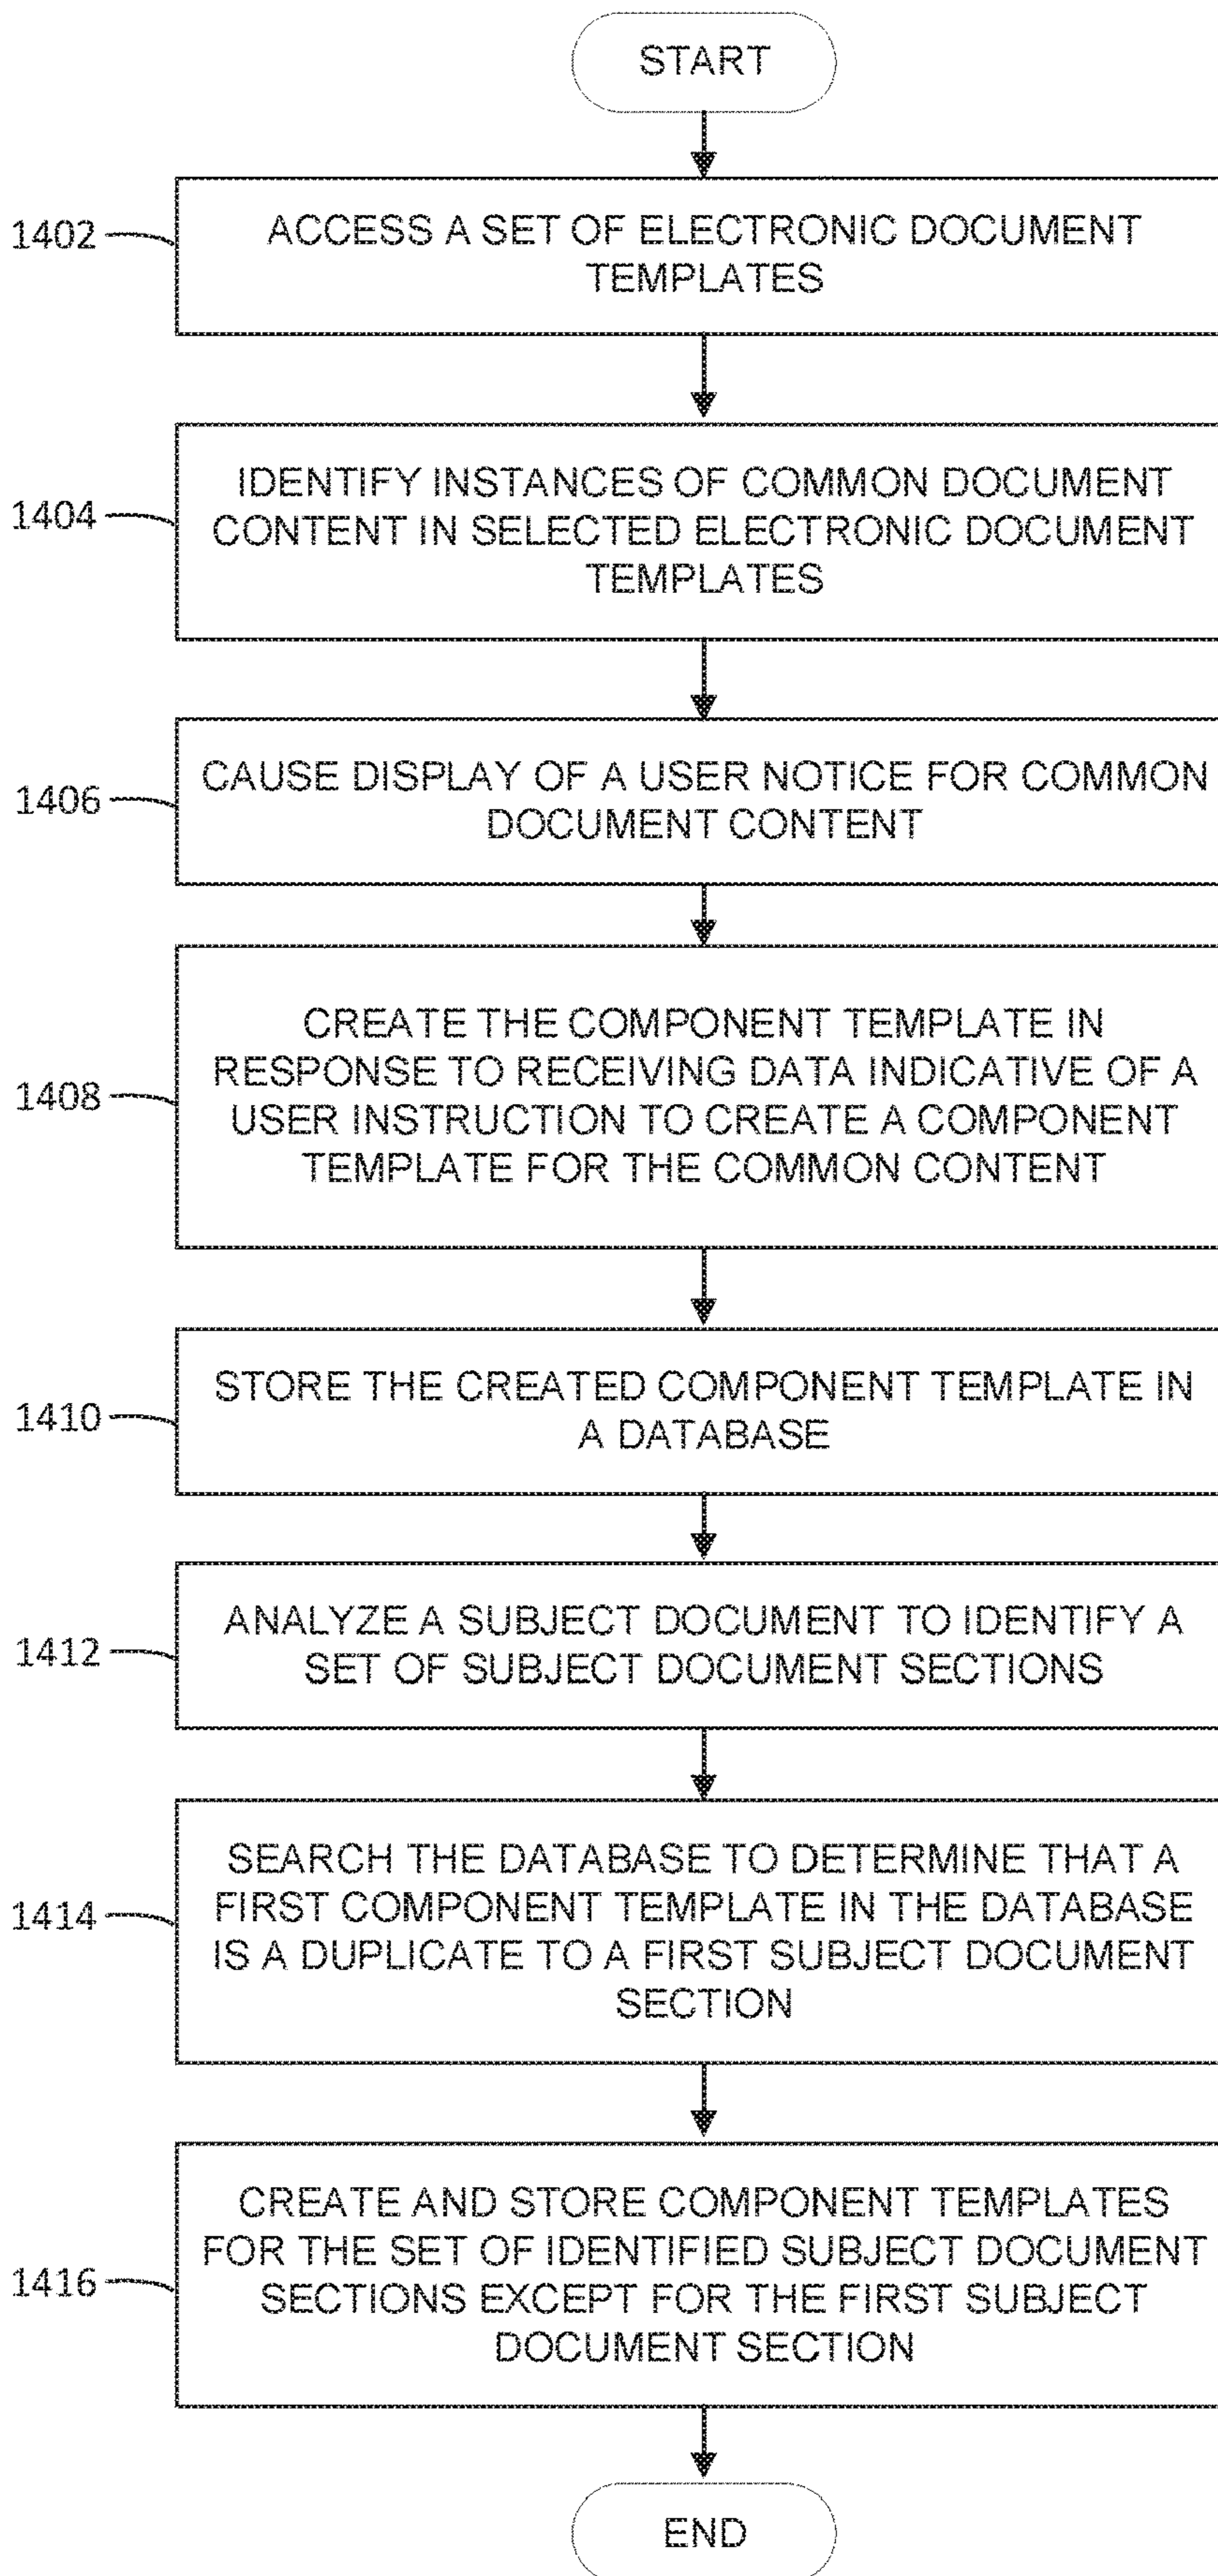 START
1402
ACCESS A SET OF ELECTRONIC DOCUMENT
TEMPLATES
1404
IDENTIFY INSTANCES OF COMMON DOCUMENT
CONTENT IN SELECTED ELECTRONIC DOCUMENT
TEMPLATES
1406
CAUSE DISPLAY OF A USER NOTICE FOR COMMON
DOCUMENT CONTENT
1408
CREATE THE COMPONENT TEMPLATE IN
RESPONSE TO RECEIVING DATA INDICATIVE OF A
USER INSTRUCTION TO CREATE A COMPONENT
TEMPLATE FOR THE COMMON CONTENT
1410
STORE THE CREATED COMPONENT TEMPLATE IN
A DATABASE
1412
ANALYZE A SUBJECT DOCUMENT TO IDENTIFY A
SET OF SUBJECT DOCUMENT SECTIONS
1414
SEARCH THE DATABASE TO DETERMINE THAT A
FIRST COMPONENT TEMPLATE IN THE DATABASE
IS A DUPLICATE TO A FIRST SUBJECT DOCUMENT
SECTION
1416
CREATE AND STORE COMPONENT TEMPLATES
FOR THE SET OF IDENTIFIED SUBJECT DOCUMENT
SECTIONS EXCEPT FOR THE FIRST SUBJECT
DOCUMENT SECTION
END